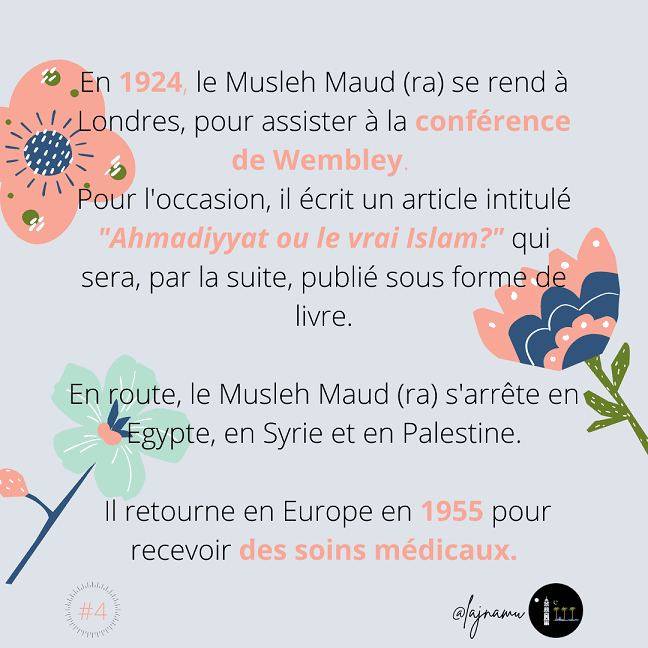 En 1924, le Musleh Maud (ra) se rend à
Londres, pour assister à la conférence
de Wembley.
Pour l'occasion, il écrit un article intitulé
"Ahmadiyyat ou le vrai Islam?" qui
sera, par la suite, publié sous forme de
livre.
En route, le Musleh Maud (ra) s'arrête en
Egypte, en Syrie et en Palestine.
Il retourne en Europe en 1955 pour
recevoir des soins médicaux.
#4
@lajnamu